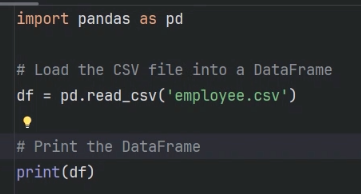 import pandas as pd
# Load the CSV file into a DataFrame
df = pd.read_csv('employee.csv')
# Print the DataFrame
print(df)